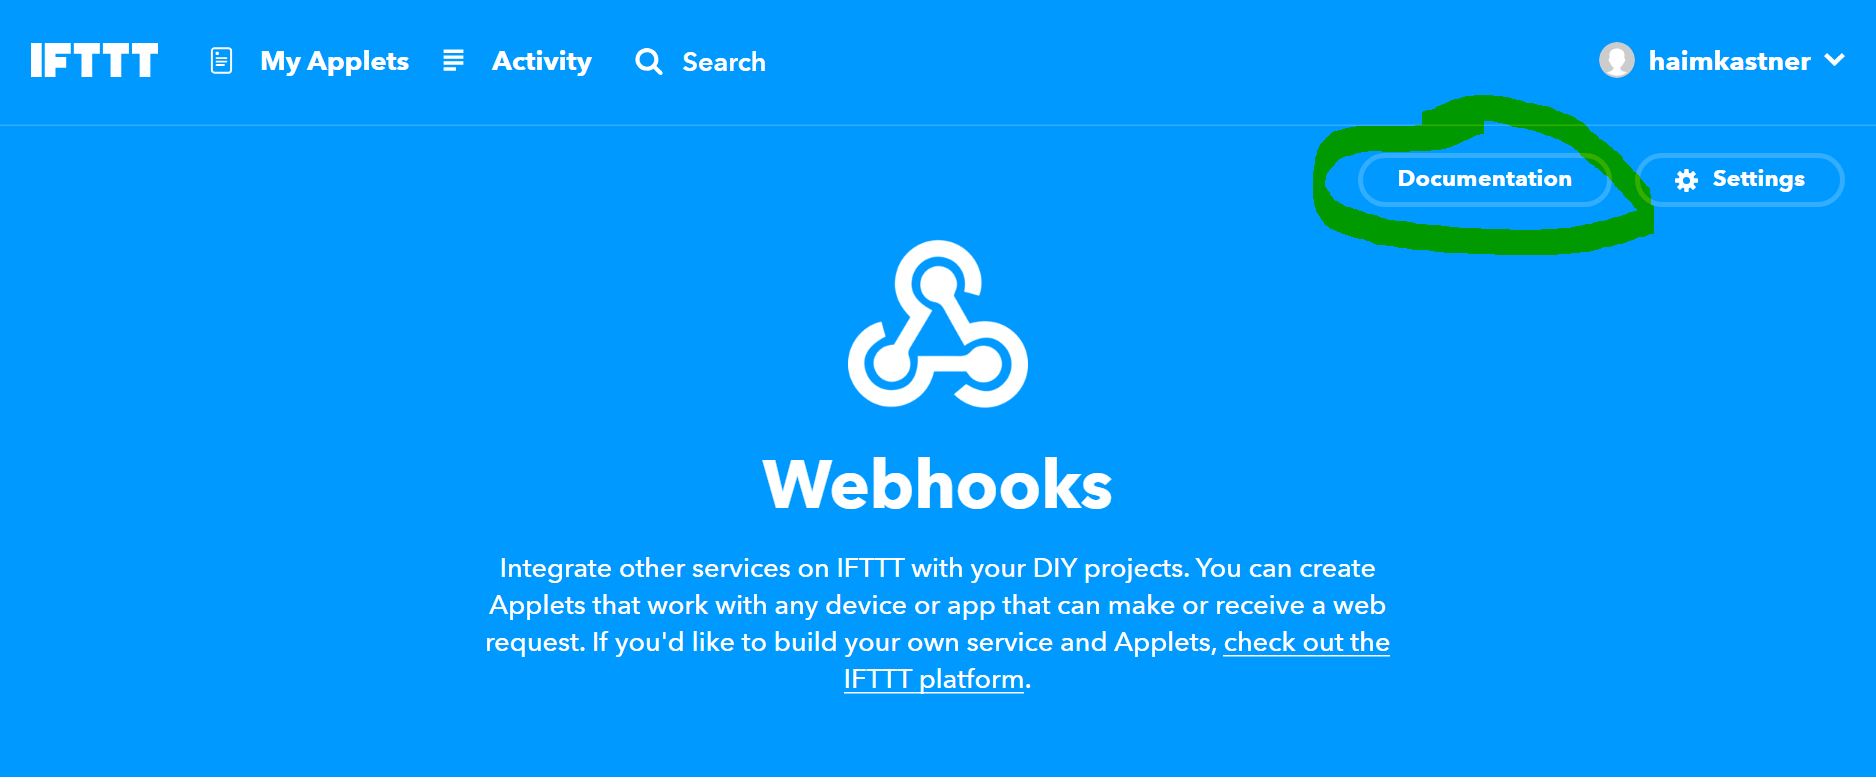 IFTTT My Applets Activity Search haimkastner
Documentation Settings
Webhooks
Integrate other services on IFTTT with your DIY projects. You can create
Applets that work with any device or app that can make or receive a web
request. If you'd like to build your own service and Applets, check out the
IFTTT platform.